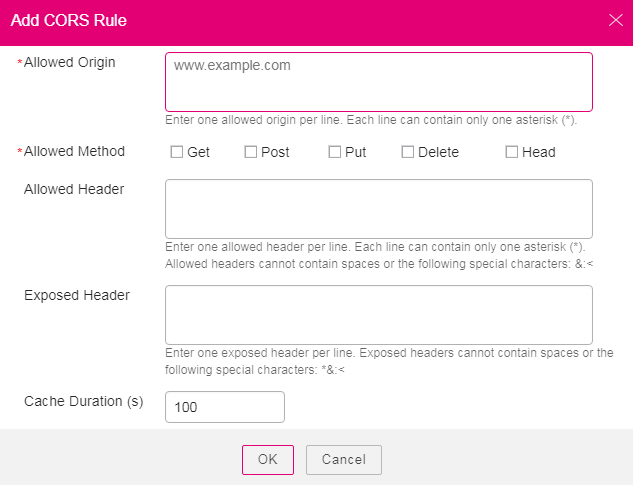 Add CORS Rule
*Allowed Origin
www.example.com
Enter one allowed origin per line. Each line can contain only one asterisk (*).
*Allowed Method Get Post Put Delete Head
Allowed Header
Enter one allowed header per line. Each line can contain only one asterisk (*).
Allowed headers cannot contain spaces or the following special characters: &:<
Exposed Header
Enter one exposed header per line. Exposed headers cannot contain spaces or the
following special characters: *&:<
Cache Duration (s) 100
OK Cancel